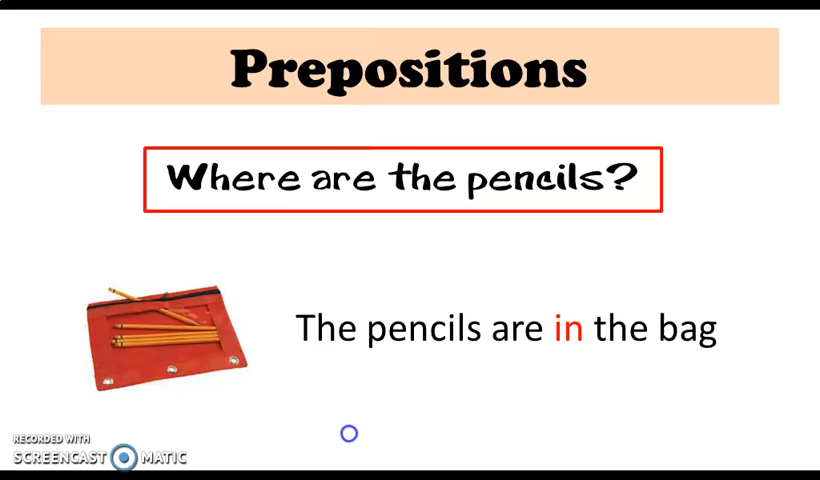 Prepositions
Where are the pencils?
The pencils are in the bag
RECORDED WITH
SCREENCAST MATIC